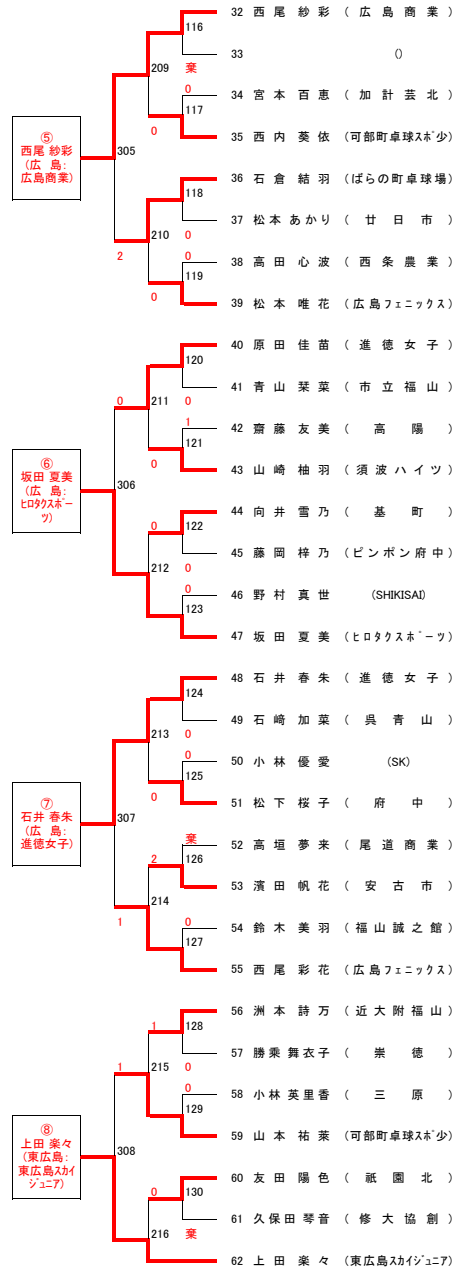 32 西尾 紗彩 (広島商業)
116
33 ()
209 棄
0
34 宮本 百恵 (加計芸北)
117
0
35 西内 葵依 (可部町卓球スポ少)
⑤
西尾 紗彩
(広 島:
広島商業)
305
36 石倉 結羽 (ばらの町卓球場)
118
37 松本 あかり (廿日市)
210 0
2
0
38 高田 心波 (西条農業)
119
0
39 松本 唯花 (広島フェニックス)
40 原田 佳苗 (進徳女子)
120
41 青山 栞菜 (市立福山)
0
211 0
1
42 齋藤 友美 (高陽)
121
0
43 山崎 柚羽 (須波ハイツ)
⑥
坂田 夏美
(広 島:
ヒロタクスポーツ)
306
44 向井 雪乃 (基町)
0
122
45 藤岡 梓乃 (ピンポン府中)
212 0
0
46 野村 真世 (SHIKISAI)
123
47 坂田 夏美 (ヒロタクスポーツ)
48 石井 春朱 (進徳女子)
124
49 石﨑 加菜 (呉青山)
213 0
0
50 小林 優愛 (SK)
125
0
51 松下 桜子 (府中)
⑦
石井 春朱
(広 島:
進徳女子)
307
棄
52 高垣 夢来 (尾道商業)
2
126
53 濱田 帆花 (安古市)
214
1
0
54 鈴木 美羽 (福山誠之館)
127
55 西尾 彩花 (広島フェニックス)
56 洲本 詩万 (近大附福山)
1
128
57 勝乘 舞衣子 (崇徳)
1
215 0
0
58 小林 英里香 (三原)
129
59 山本 祐萊 (可部町卓球スポ少)
⑧
上田 楽々
(東広島:
東広島スカイ
ジュニア)
308
60 友田 陽色 (祇園北)
0
130
61 久保田 琴音 (修大協創)
216 棄
62 上田 楽々 (東広島スカイジュニア)